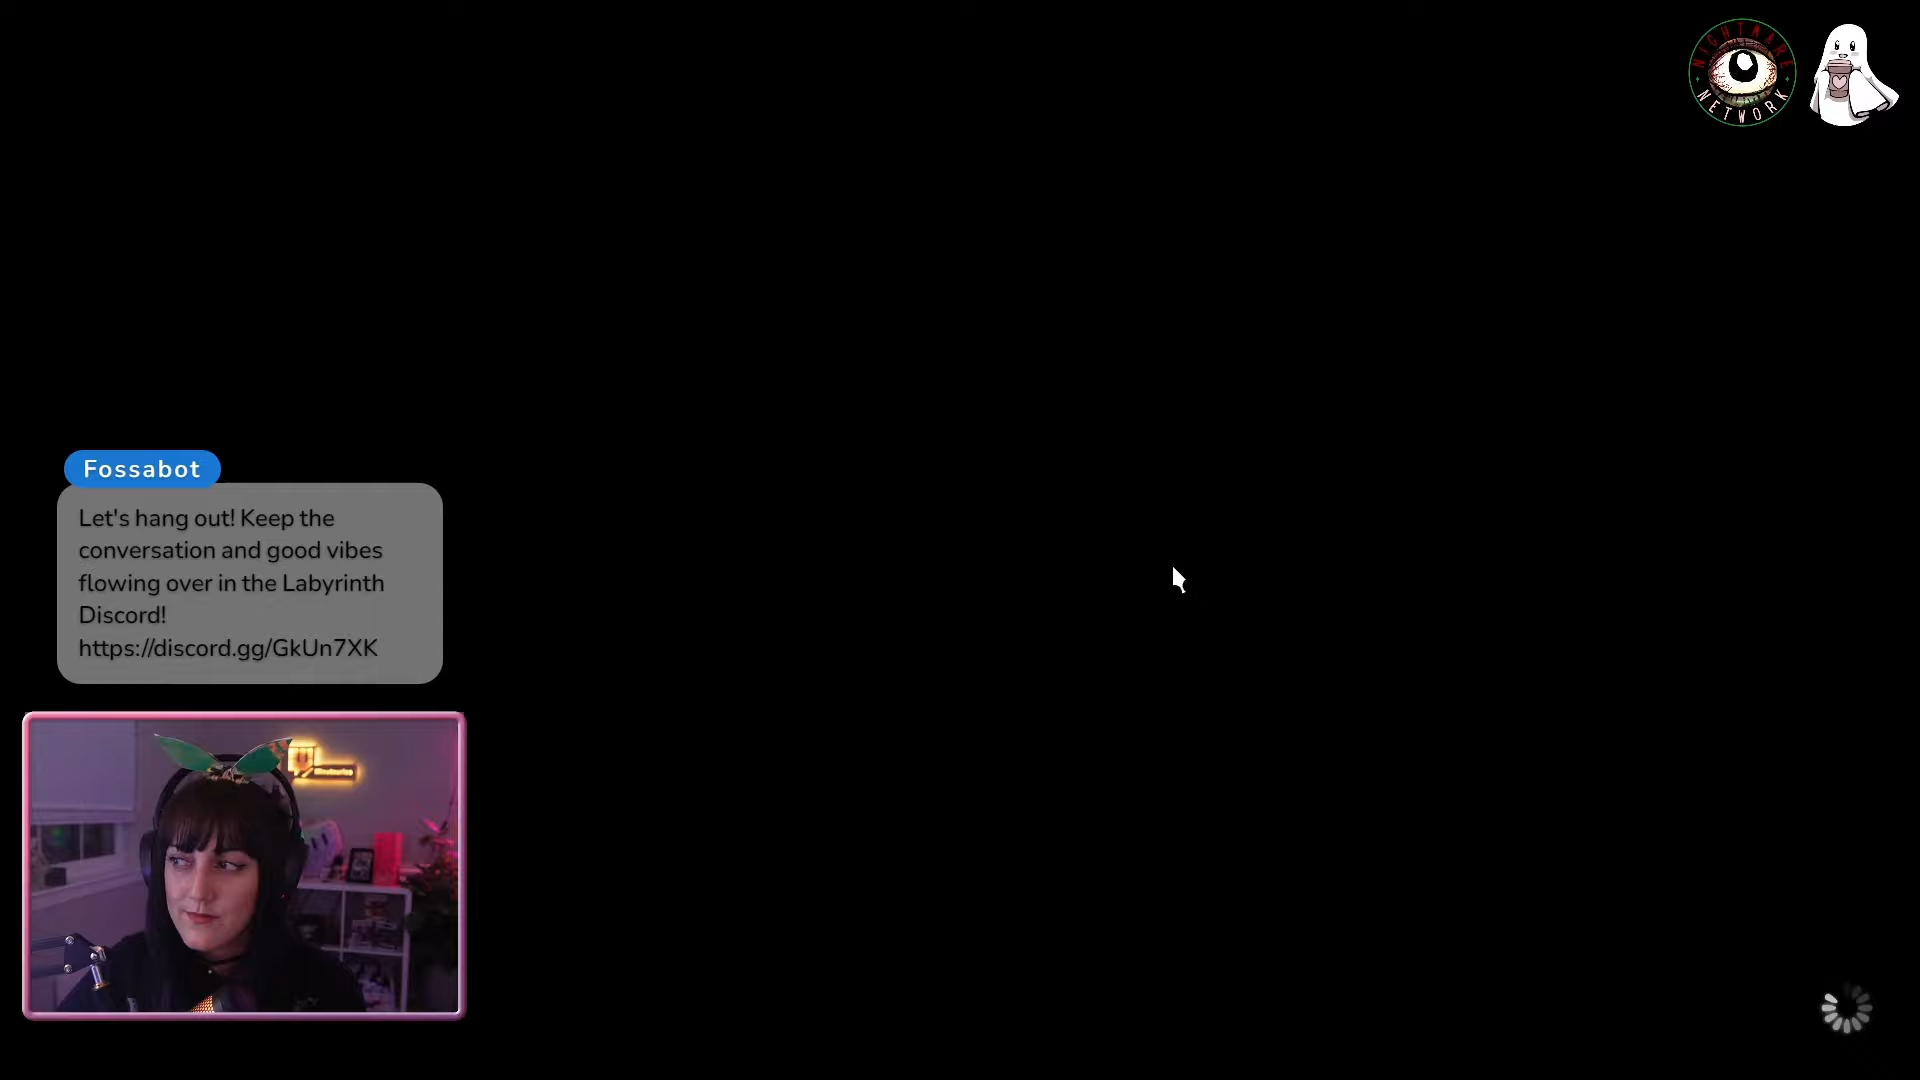 NIGHTMARE
NETWORK
Fossabot
Let's hang out! Keep the
conversation and good vibes
flowing over in the Labyrinth
Discord!
https://discord.gg/GkUn7XK